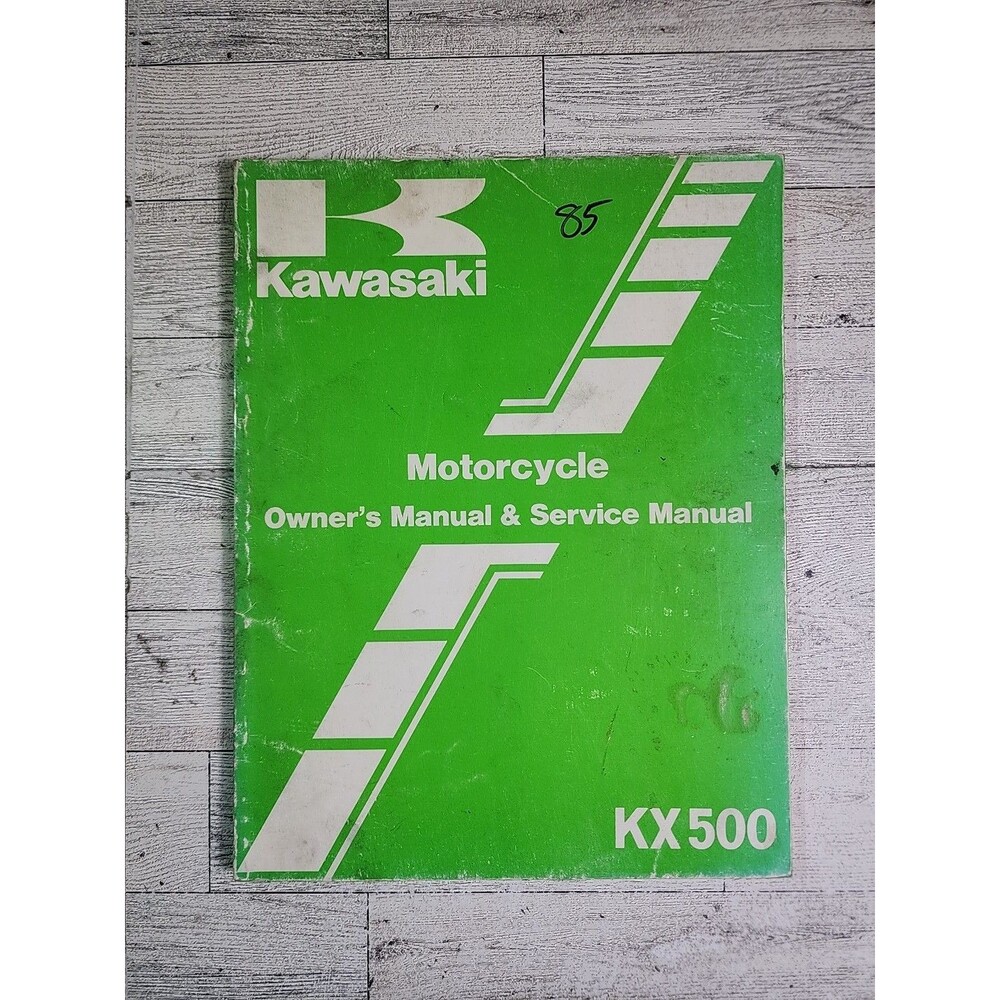 85
Kawasaki
Motorcycle
Owner's Manual & Service Manual
KX500